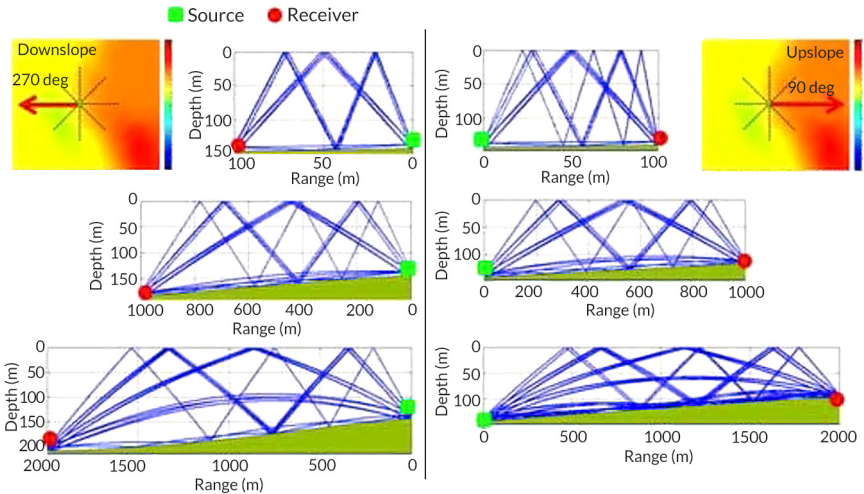 Source Receiver
Downslope
270 deg
Depth (m)
0
50
100
150
100 50 0
Range (m)
Depth (m)
0
50
100
0 50 100
Range (m)
Upslope
90 deg
Depth (m)
0
50
100
150
1000 800 600 400 200 0
Range (m)
Depth (m)
0
50
100
0 200 400 600 800 1000
Range (m)
Depth (m)
0
50
100
150
200
2000 1500 1000 500 0
Range (m)
Depth (m)
0
50
100
0 500 1000 1500 2000
Range (m)